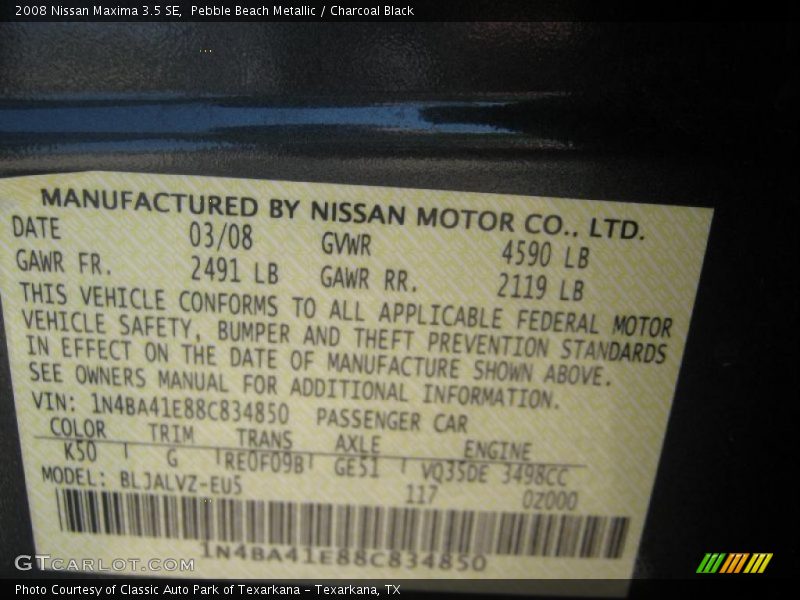 2008 Nissan Maxima 3.5 SE,  Pebble Beach Metallic / Charcoal Black
MANUFACTURED BY NISSAN MOTOR CO., LTD.
DATE 03/08 GVWR 4590 LB
GAWR FR. 2491 LB GAWR RR. 2119 LB
THIS VEHICLE CONFORMS TO ALL APPLICABLE FEDERAL MOTOR
VEHICLE SAFETY, BUMPER AND THEFT PREVENTION STANDARDS
IN EFFECT ON THE DATE OF MANUFACTURE SHOWN ABOVE.
SEE OWNERS MANUAL FOR ADDITIONAL INFORMATION.
VIN: 1N4BA41E88C834850 PASSENGER CAR
COLOR TRIM TRANS AXLE ENGINE
K50 G RE0F09B GE51 VQ35DE 3498CC
MODEL: BLJALVZ-EU5 117 0Z000
1N4BA41E88C834850
GTcarlot.com
Photo Courtesy of Classic Auto Park of Texarkana – Texarkana, TX